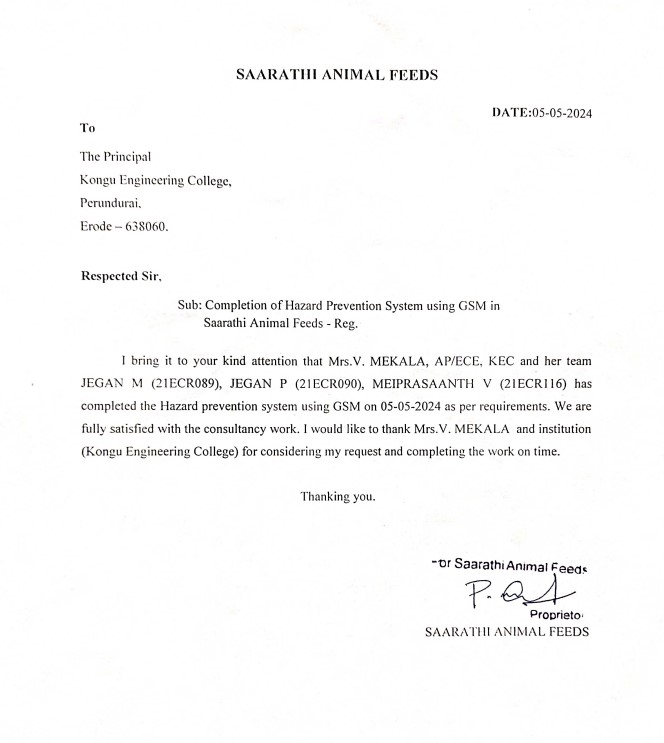 SAARATHI ANIMAL FEEDS
DATE:05-05-2024
To
The Principal
Kongu Engineering College,
Perundurai,
Erode – 638060.
Respected Sir,
Sub: Completion of Hazard Prevention System using GSM in
Saarathi Animal Feeds - Reg.
I bring it to your kind attention that Mrs.V. MEKALA, AP/ECE, KEC and her team
JEGAN M (21ECR089), JEGAN P (21ECR090), MEIPRASAANTH V (21ECR116) has
completed the Hazard prevention system using GSM on 05-05-2024 as per requirements. We are
fully satisfied with the consultancy work. I would like to thank Mrs.V. MEKALA and institution
(Kongu Engineering College) for considering my request and completing the work on time.
Thanking you.
For Saarathi Animal Feeds
P.
Proprietor
SAARATHI ANIMAL FEEDS